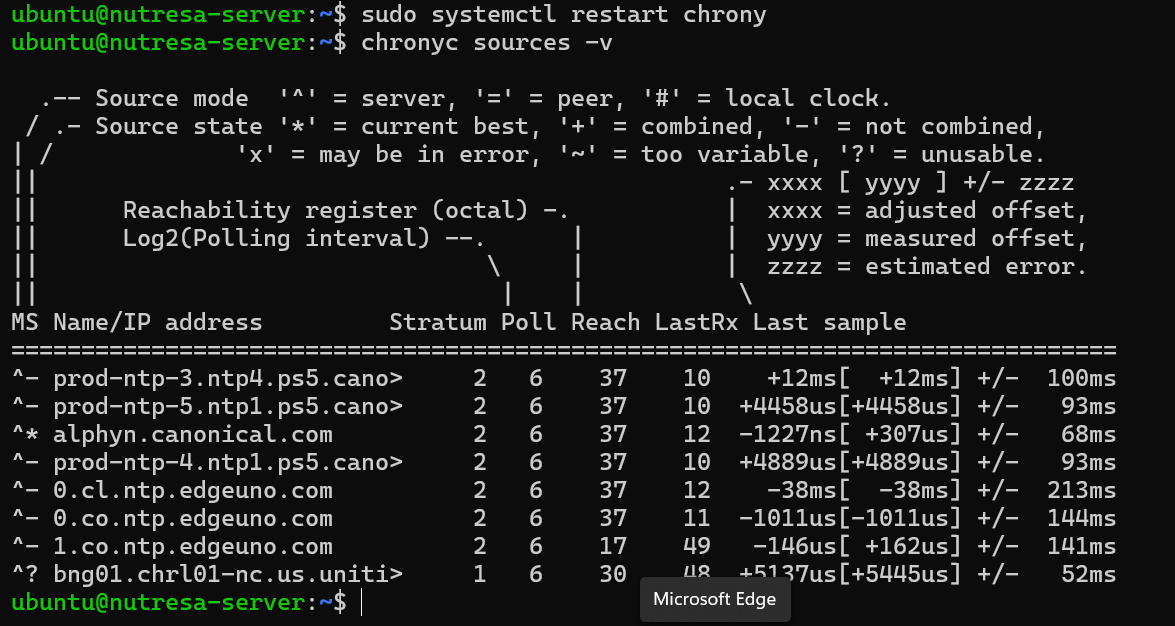 ubuntu@nutresa-server:~$ sudo systemctl restart chrony
ubuntu@nutresa-server:~$ chronyc sources -v

  .-- Source mode  '^' = server, '=' = peer, '#' = local clock.
 / .- Source state '*' = current best, '+' = combined, '-' = not combined,
| /             'x' = may be in error, '~' = too variable, '?' = unusable.
||                                                 .- xxxx [ yyyy ] +/- zzzz
||      Reachability register (octal) -.           |  xxxx = adjusted offset,
||      Log2(Polling interval) --.      |          |  yyyy = measured offset,
||                                \     |          |  zzzz = estimated error.
||                                 |    |           \
MS Name/IP address         Stratum Poll Reach LastRx Last sample
===============================================================================
^- prod-ntp-3.ntp4.ps5.cano>     2   6    37    10    +12ms[  +12ms] +/-  100ms
^- prod-ntp-5.ntp1.ps5.cano>     2   6    37    10  +4458us[+4458us] +/-   93ms
^* alphyn.canonical.com          2   6    37    12  -1227ns[ +307us] +/-   68ms
^- prod-ntp-4.ntp1.ps5.cano>     2   6    37    10  +4889us[+4889us] +/-   93ms
^- 0.cl.ntp.edgeuno.com          2   6    37    12    -38ms[  -38ms] +/-  213ms
^- 0.co.ntp.edgeuno.com          2   6    37    11  -1011us[-1011us] +/-  144ms
^- 1.co.ntp.edgeuno.com          2   6    17    49   -146us[ +162us] +/-  141ms
^? bng01.chrl01-nc.us.uniti>     1   6    30    48  +5137us[+5445us] +/-   52ms
ubuntu@nutresa-server:~$
Microsoft Edge